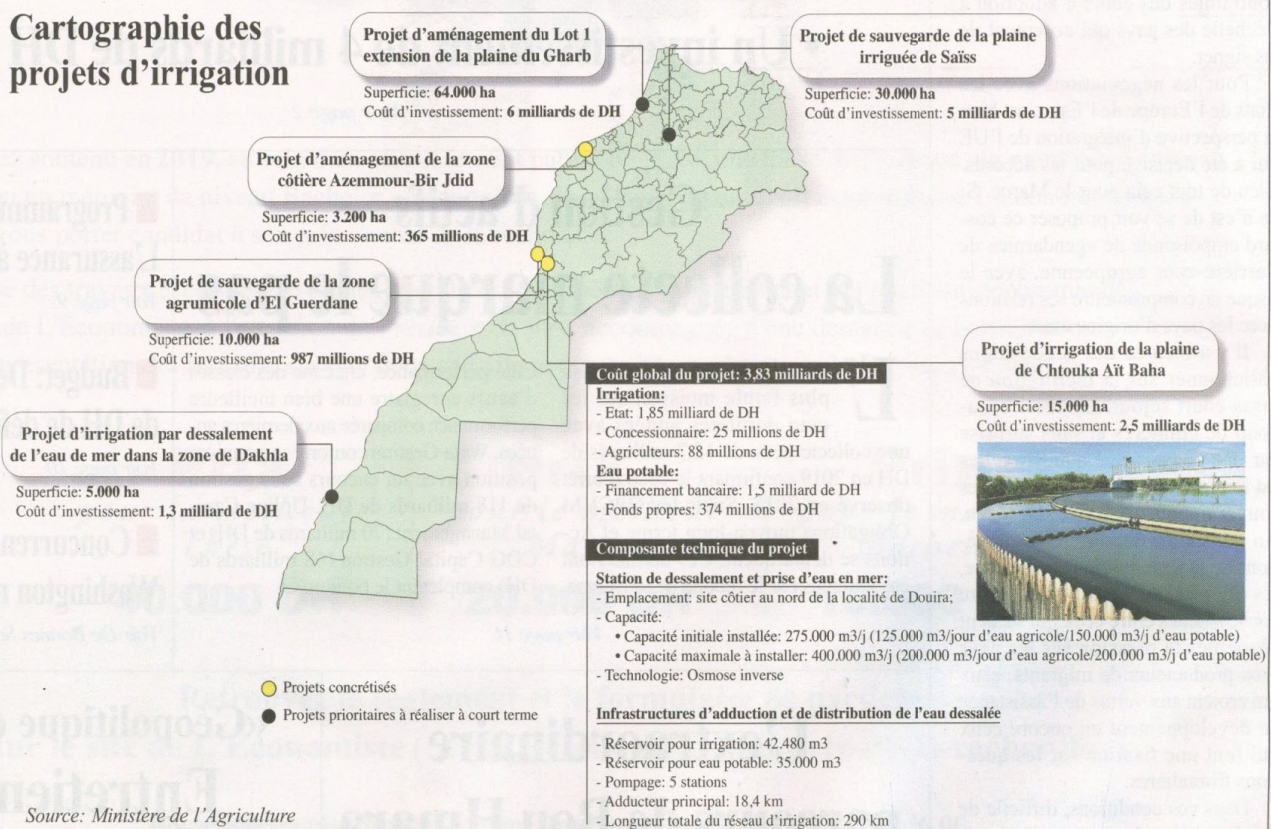 Cartographie des
projets d'irrigation
Projet d'aménagement du Lot 1
extension de la plaine du Gharb
Superficie: 64.000 ha
Coût d'investissement: 6 milliards de DH
Projet de sauvegarde de la plaine
irriguée de Saïss
Superficie: 30.000 ha
Coût d'investissement: 5 milliards de DH
Projet d'aménagement de la zone
côtière Azemmour-Bir Jdid
Superficie: 3.200 ha
Coût d'investissement: 365 millions de DH
Projet de sauvegarde de la zone
agrumicole d'El Guerdane
Superficie: 10.000 ha
Coût d'investissement: 987 millions de DH
Projet d'irrigation par dessalement
de l'eau de mer dans la zone de Dakhla
Superficie: 5.000 ha
Coût d'investissement: 1,3 milliard de DH
Projet d'irrigation de la plaine
de Chtouka Aït Baha
Superficie: 15.000 ha
Coût d'investissement: 2,5 milliards de DH
Coût global du projet: 3,83 milliards de DH
Irrigation:
- Etat: 1,85 milliard de DH
- Concessionnaire: 25 millions de DH
- Agriculteurs: 88 millions de DH
Eau potable:
- Financement bancaire: 1,5 milliard de DH
- Fonds propres: 374 millions de DH
Composante technique du projet
Station de dessalement et prise d'eau en mer:
- Emplacement: site côtier au nord de la localité de Douira;
- Capacité:
• Capacité initiale installée: 275.000 m3/j (125.000 m3/jour d'eau agricole/150.000 m3/j d'eau potable)
• Capacité maximale à installer: 400.000 m3/j (200.000 m3/jour d'eau agricole/200.000 m3/j d'eau potable)
- Technologie: Osmose inverse
Infrastructures d'adduction et de distribution de l'eau dessalée
- Réservoir pour irrigation: 42.480 m3
- Réservoir pour eau potable: 35.000 m3
- Pompage: 5 stations
- Adducteur principal: 18,4 km
- Longueur totale du réseau d'irrigation: 290 km
Projets concrétisés
Projets prioritaires à réaliser à court terme
Source: Ministère de l'Agriculture